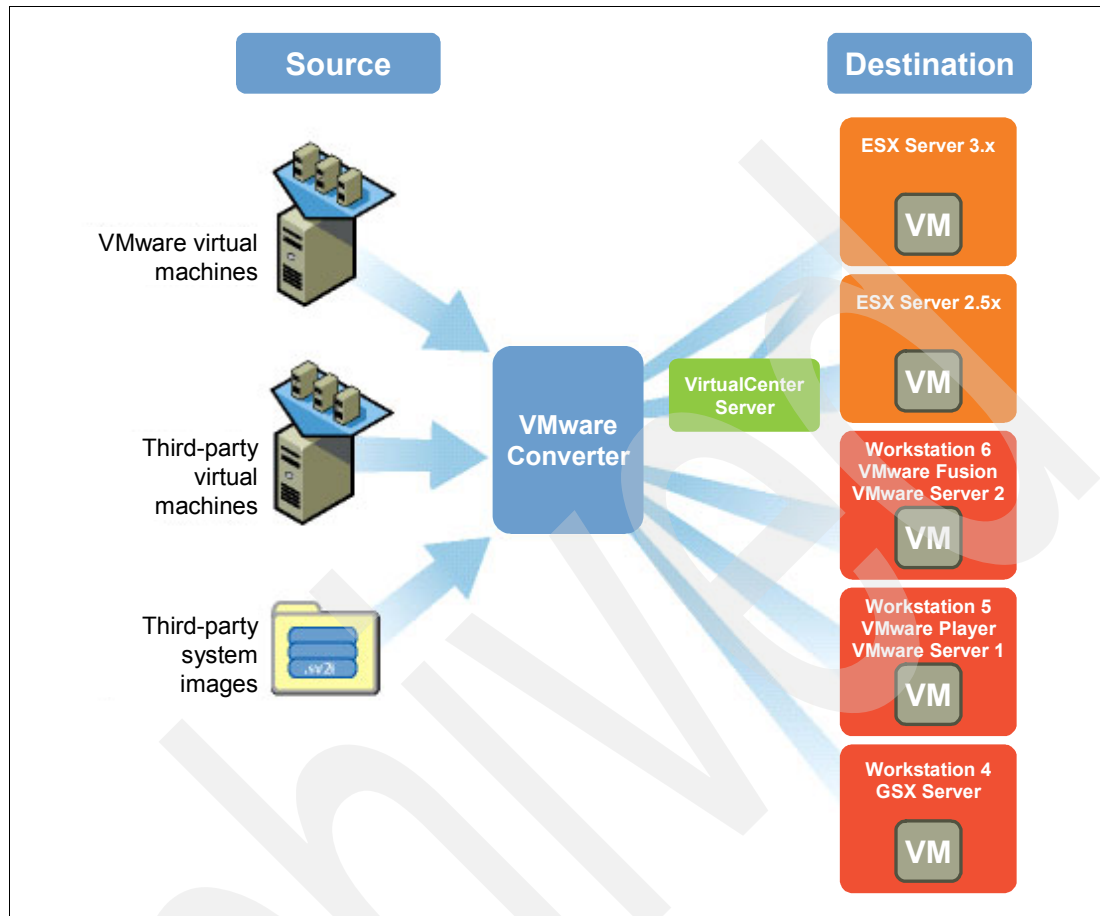 Source
Destination
VMware virtual
machines
Third-party
virtual
machines
Third-party
system
images
.sv2i
VMware
Converter
VirtualCenter
Server
ESX Server 3.x
VM
ESX Server 2.5x
VM
Workstation 6
VMware Fusion
VMware Server 2
VM
Workstation 5
VMware Player
VMware Server 1
VM
Workstation 4
GSX Server
VM